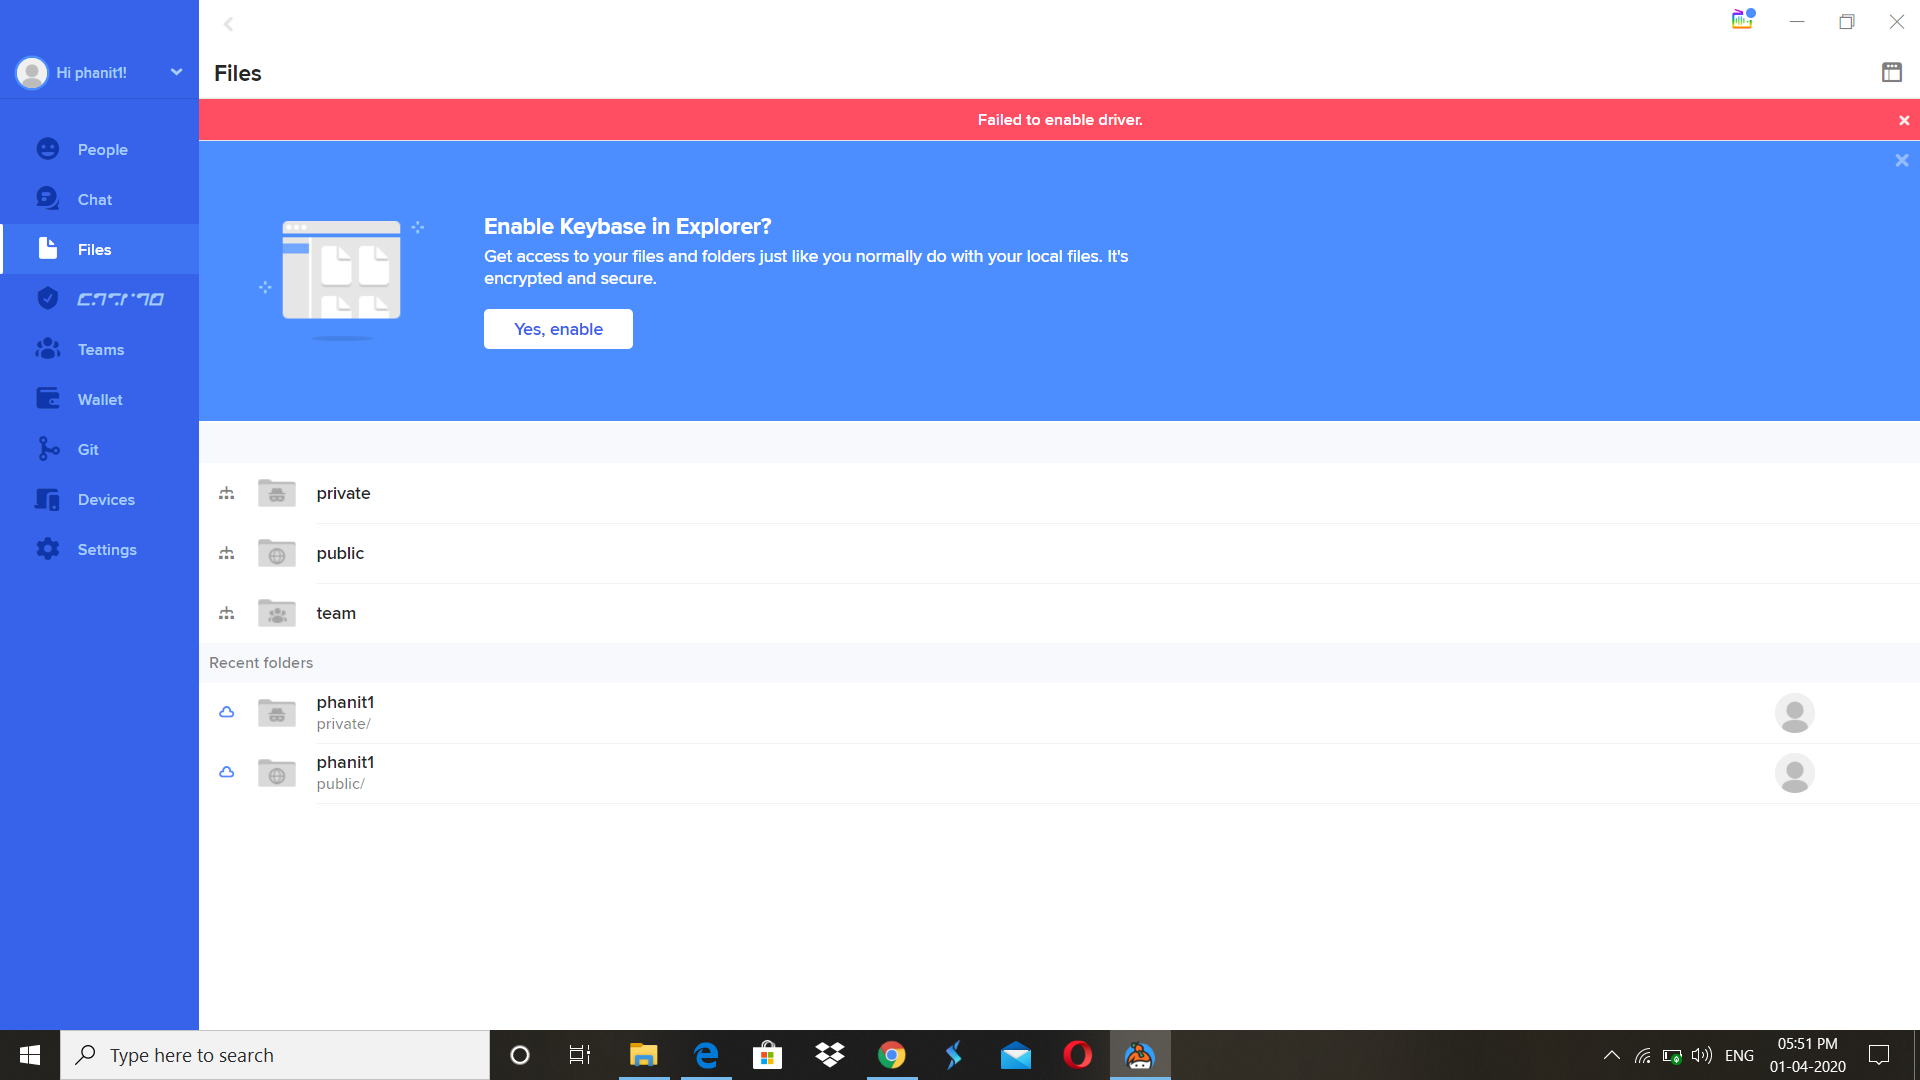 Hi phanit1!
Files
Failed to enable driver.
People
Chat
Files
Teams
Wallet
Git
Devices
Settings
Enable Keybase in Explorer?
Get access to your files and folders just like you normally do with your local files. It's
encrypted and secure.
Yes, enable
private
public
team
Recent folders
phanit1
private/
phanit1
public/
Type here to search
ENG
05:51 PM
01-04-2020